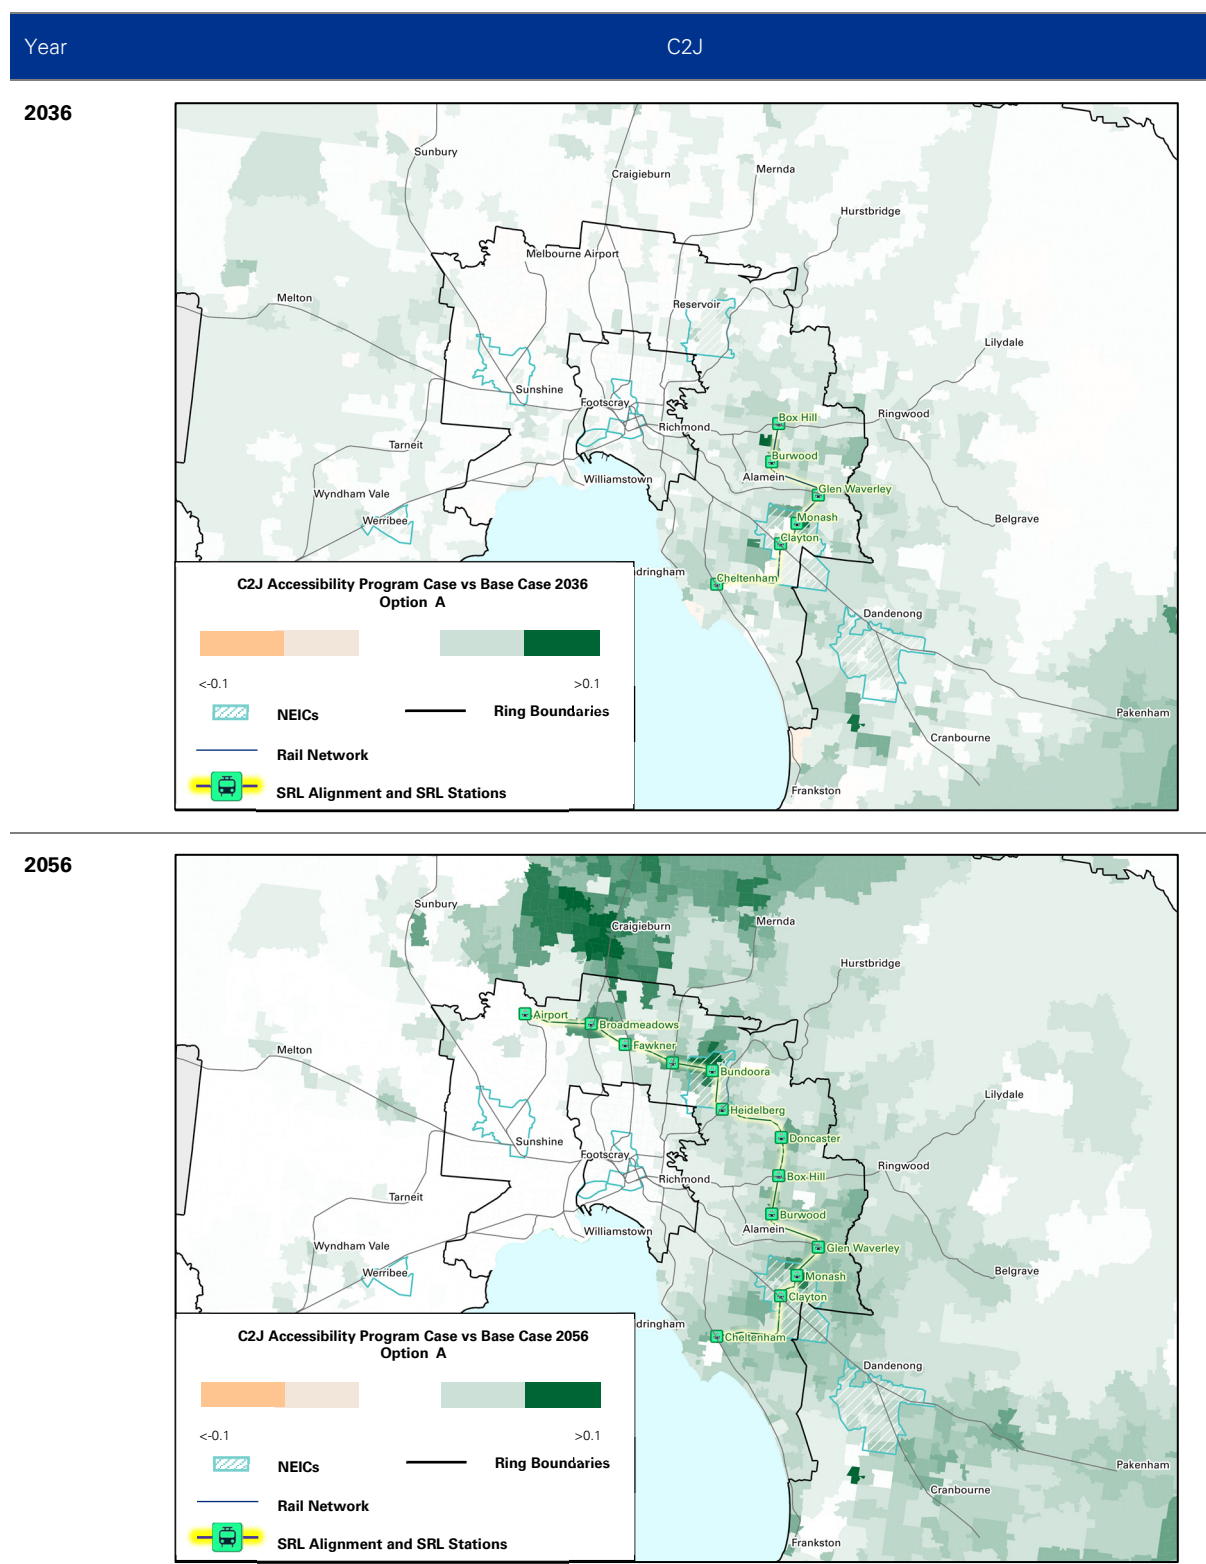 Year
C2J
2036
Sunbury
Craigieburn
Mernda
Hurstbridge
Melbourne Airport
Melton
Reservoir
Lilydale
Sunshine
Footscray
Box Hill
Ringwood
Richmond
Tarneit
Burwood
Alamein
Williamstown
Glen Waverley
Wyndham Vale
Werribee
Monash
Belgrave
Clayton
dringham
Cheltenham
Dandenong
Pakenham
Cranbourne
Frankston
C2J Accessibility Program Case vs Base Case 2036
Option A
<-0.1
>0.1
NEICs
Ring Boundaries
Rail Network
SRL Alignment and SRL Stations
2056
Sunbury
Craigieburn
Mernda
Hurstbridge
Airport
Broadmeadows
Fawkner
Melton
Bundoora
Lilydale
Heidelberg
Sunshine
Doncaster
Footscray
Ringwood
Box Hill
Richmond
Tarneit
Burwood
Alamein
Williamstown
Glen Waverley
Wyndham Vale
Werribee
Belgrave
Monash
Clayton
dringham
Cheltenham
Dandenong
Pakenham
Cranbourne
Frankston
C2J Accessibility Program Case vs Base Case 2056
Option A
<-0.1
>0.1
NEICs
Ring Boundaries
Rail Network
SRL Alignment and SRL Stations